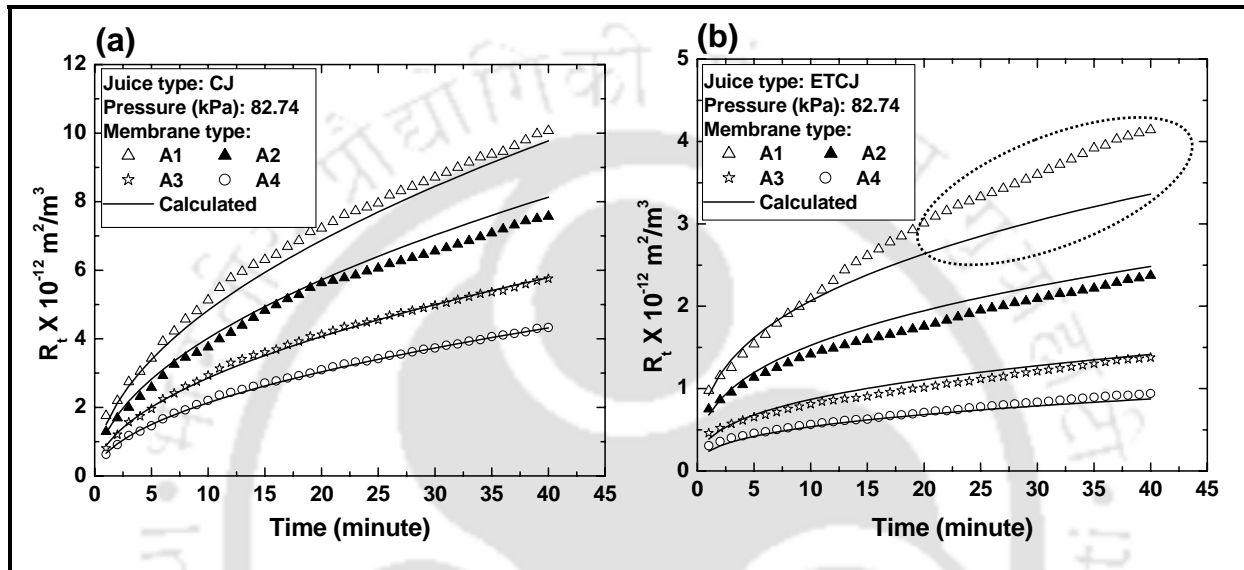 (a)
12
10
8
6
4
2
0
R_t X 10^-12 m^2/m^3
Juice type: CJ
Pressure (kPa): 82.74
Membrane type:
△ A1 ▲ A2
☆ A3 ○ A4
— Calculated
0 5 10 15 20 25 30 35 40 45
Time (minute)
(b)
5
4
3
2
1
0
R_t X 10^-12 m^2/m^3
Juice type: ETCJ
Pressure (kPa): 82.74
Membrane type:
△ A1 ▲ A2
☆ A3 ○ A4
— Calculated
0 5 10 15 20 25 30 35 40 45
Time (minute)